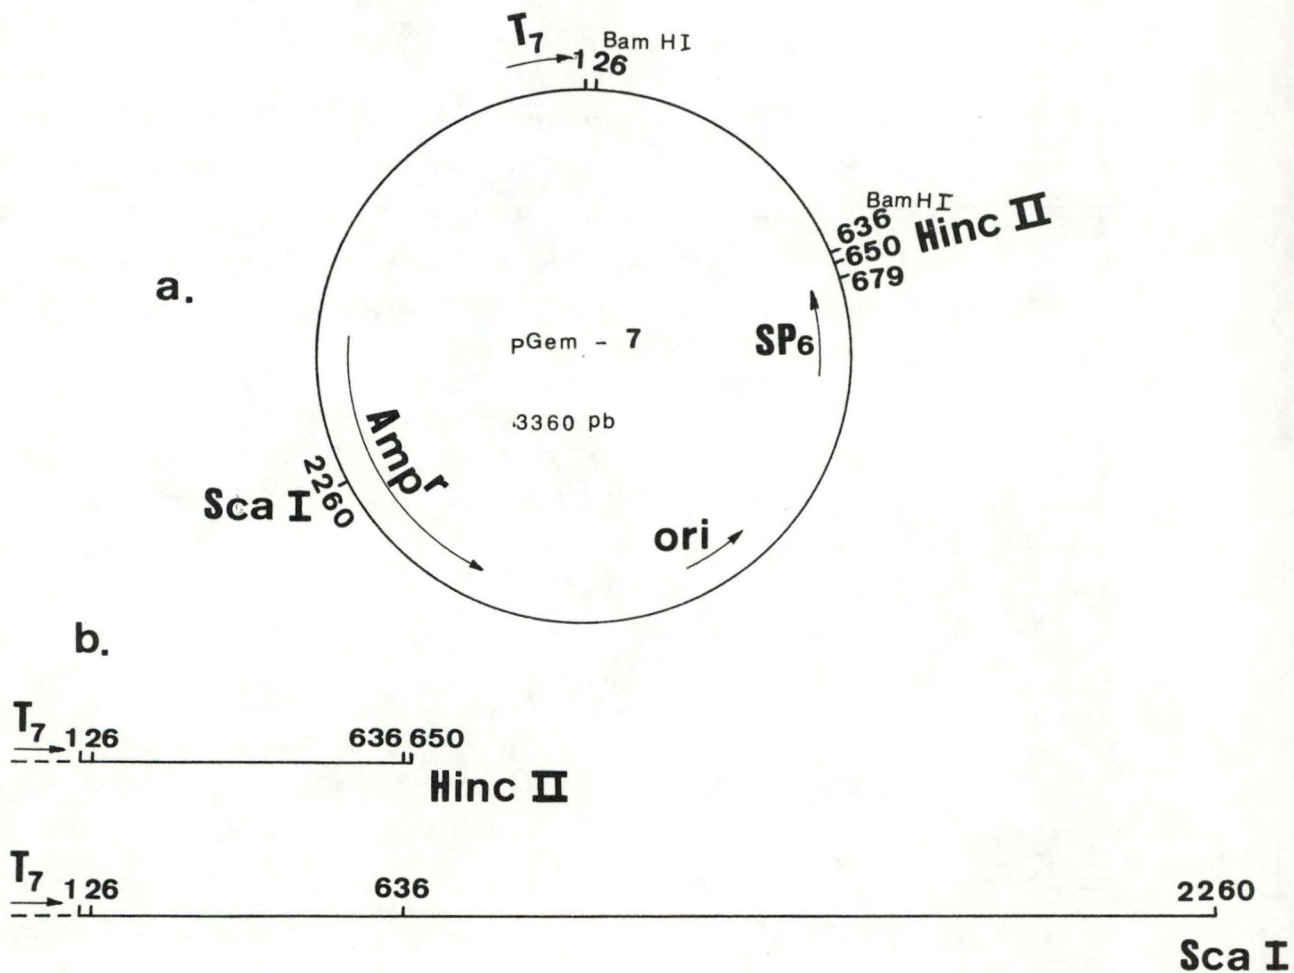 T7 Bam HI
1 26
BamHI
636
650 Hinc II
679
a.
pGem - 7
SP6
3360 pb
Ampr
2260
Sca I
ori
b.
T7 1 26 636 650
Hinc II
T7 1 26 636 2260
Sca I